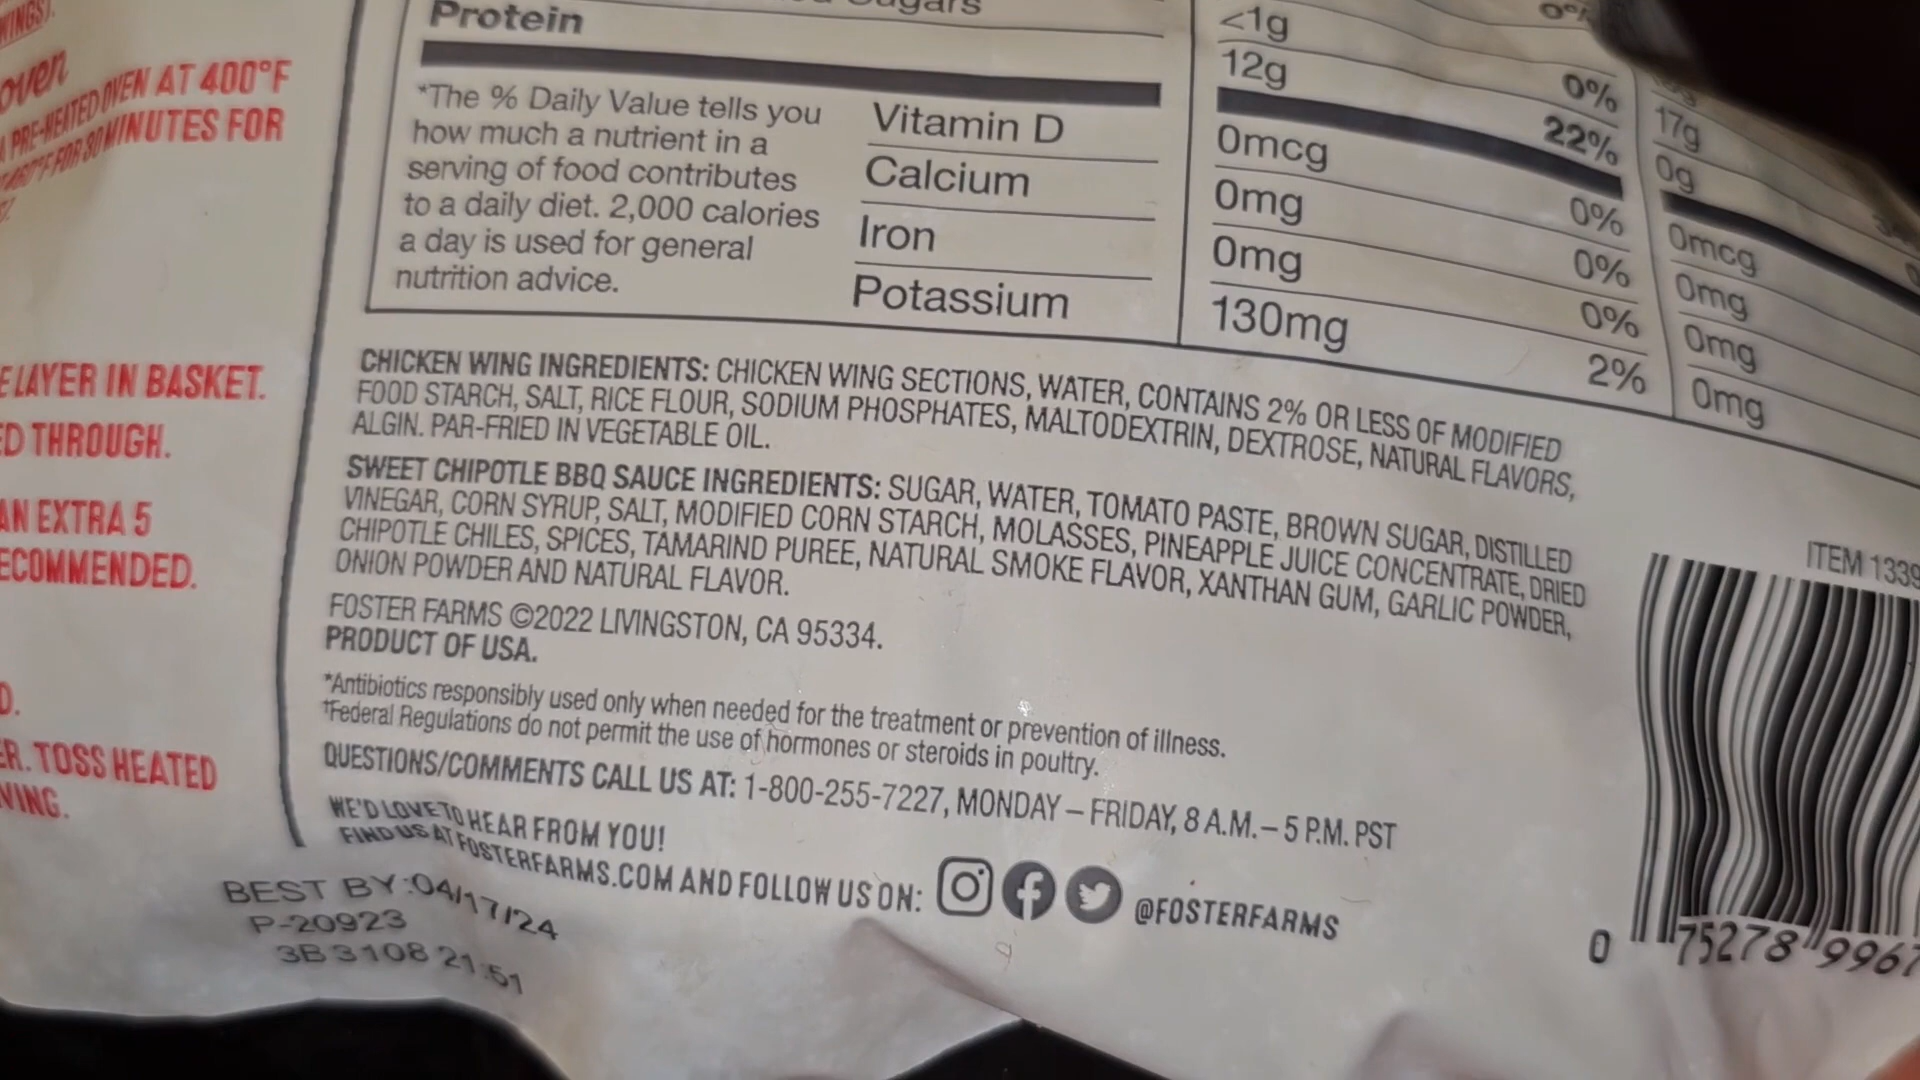 Sugars
Protein
<1g
12g
0%
22%
17g
0g
*The % Daily Value tells you
how much a nutrient in a
serving of food contributes
to a daily diet. 2,000 calories
a day is used for general
nutrition advice.
Vitamin D
0mcg
0%
0mcg
Calcium
0mg
0%
0mg
Iron
0mg
0%
0mg
Potassium
130mg
2%
0mg
OVEN AT 400°F
MINUTES FOR
LAYER IN BASKET.
THROUGH.
AN EXTRA 5
TOSS HEATED
CHICKEN WING INGREDIENTS: CHICKEN WING SECTIONS, WATER, CONTAINS 2% OR LESS OF MODIFIED
FOOD STARCH, SALT, RICE FLOUR, SODIUM PHOSPHATES, MALTODEXTRIN, DEXTROSE, NATURAL FLAVORS,
ALGIN. PAR-FRIED IN VEGETABLE OIL.
SWEET CHIPOTLE BBQ SAUCE INGREDIENTS: SUGAR, WATER, TOMATO PASTE, BROWN SUGAR, DISTILLED
VINEGAR, CORN SYRUP, SALT, MODIFIED CORN STARCH, MOLASSES, PINEAPPLE JUICE CONCENTRATE, DRIED
CHIPOTLE CHILES, SPICES, TAMARIND PUREE, NATURAL SMOKE FLAVOR, XANTHAN GUM, GARLIC POWDER,
ONION POWDER AND NATURAL FLAVOR.
FOSTER FARMS ©2022 LIVINGSTON, CA 95334.
PRODUCT OF USA.
*Antibiotics responsibly used only when needed for the treatment or prevention of illness.
†Federal Regulations do not permit the use of hormones or steroids in poultry.
QUESTIONS/COMMENTS CALL US AT: 1-800-255-7227, MONDAY – FRIDAY, 8 A.M. – 5 P.M. PST
WE'D LOVE TO HEAR FROM YOU!
FIND US AT FOSTERFARMS.COM AND FOLLOW US ON:
@FOSTERFARMS
BEST BY:04/17/24
P-20923
3B 3108 21:51
ITEM 1339
0 75278 9967